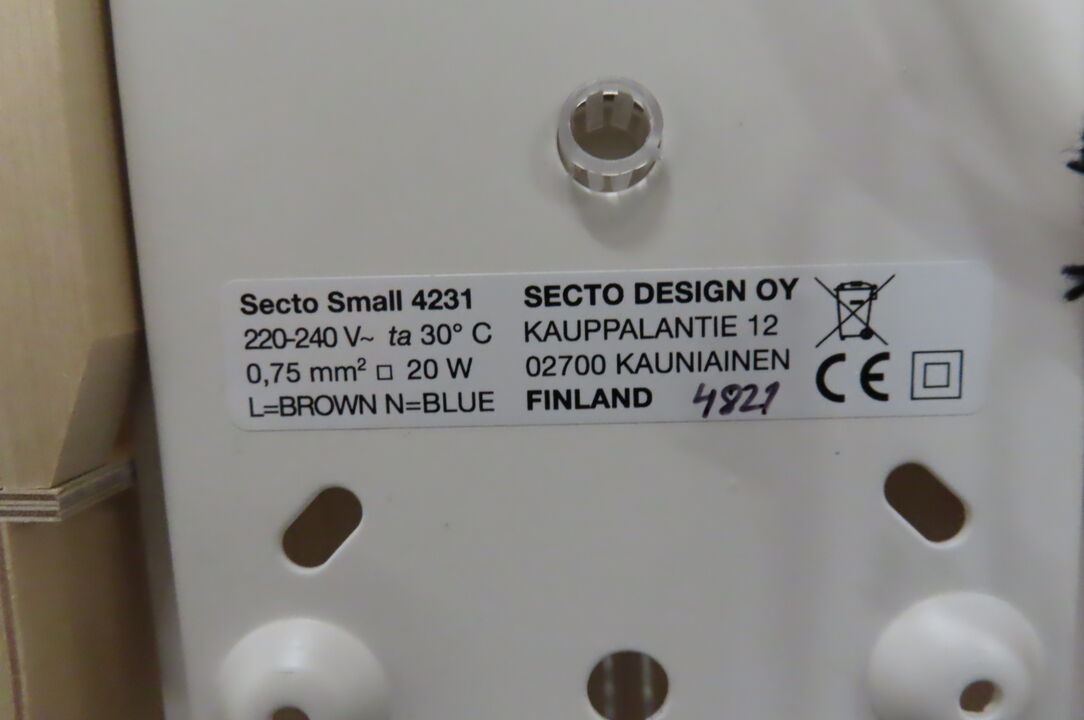 Secto Small 4231
220-240 V~ ta 30° C
0,75 mm² □ 20 W
L=BROWN N=BLUE
SECTO DESIGN OY
KAUPPALANTIE 12
02700 KAUNIAINEN
FINLAND 4821
CE